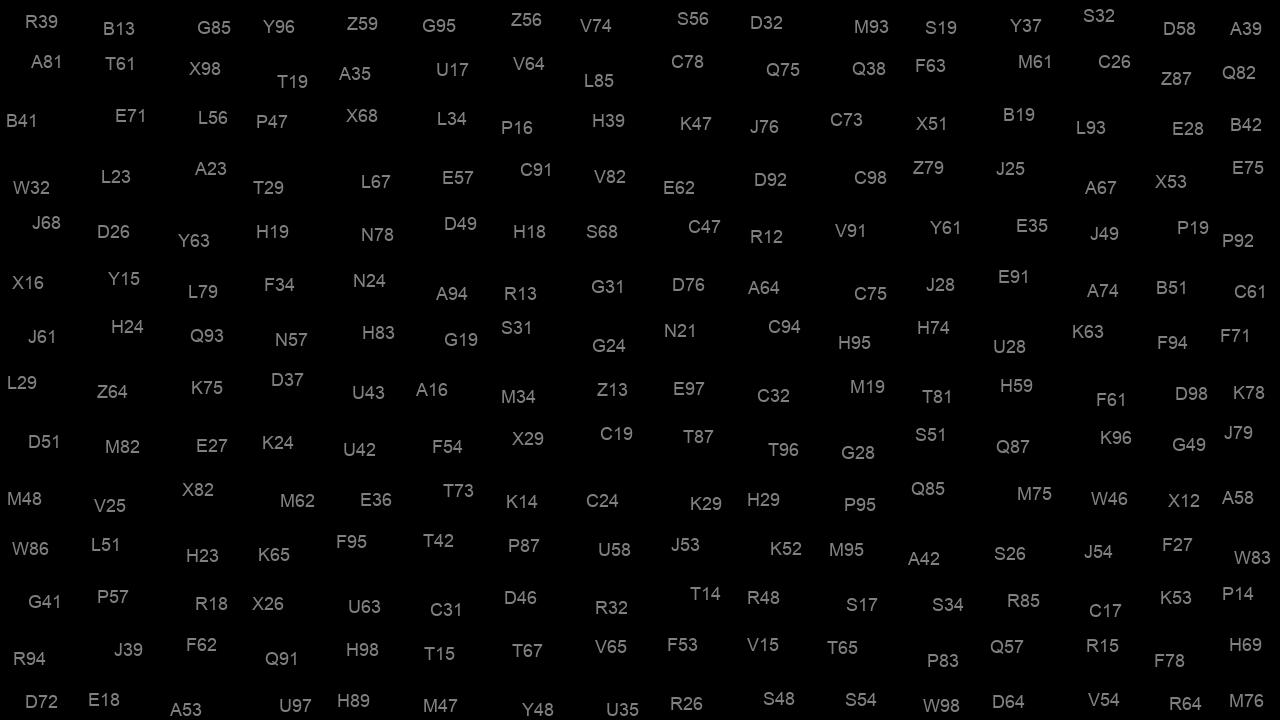 R39 B13 G85 Y96 Z59 G95 Z56 V74 S56 D32 M93 S19 Y37 S32 D58 A39
A81 T61 X98 T19 A35 U17 V64 L85 C78 Q75 Q38 F63 M61 C26 Z87 Q82
B41 E71 L56 P47 X68 L34 P16 H39 K47 J76 C73 X51 B19 L93 E28 B42
W32 L23 A23 T29 L67 E57 C91 V82 E62 D92 C98 Z79 J25 A67 X53 E75
J68 D26 Y63 H19 N78 D49 H18 S68 C47 R12 V91 Y61 E35 J49 P19 P92
X16 Y15 L79 F34 N24 A94 R13 G31 D76 A64 C75 J28 E91 A74 B51 C61
J61 H24 Q93 N57 H83 G19 S31 G24 N21 C94 H95 H74 U28 K63 F94 F71
L29 Z64 K75 D37 U43 A16 M34 Z13 E97 C32 M19 T81 H59 F61 D98 K78
D51 M82 E27 K24 U42 F54 X29 C19 T87 T96 G28 S51 Q87 K96 G49 J79
M48 V25 X82 M62 E36 T73 K14 C24 K29 H29 P95 Q85 M75 W46 X12 A58
W86 L51 H23 K65 F95 T42 P87 U58 J53 K52 M95 A42 S26 J54 F27 W83
G41 P57 R18 X26 U63 C31 D46 R32 T14 R48 S17 S34 R85 C17 K53 P14
R94 J39 F62 Q91 H98 T15 T67 V65 F53 V15 T65 P83 Q57 R15 F78 H69
D72 E18 A53 U97 H89 M47 Y48 U35 R26 S48 S54 W98 D64 V54 R64 M76